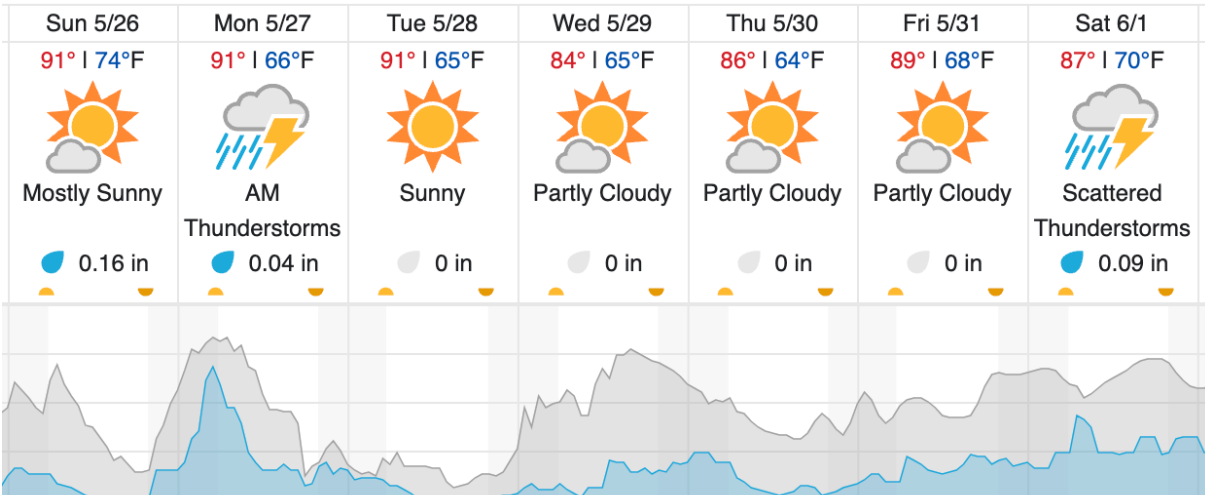 Sun 5/26
91° | 74°F
Mostly Sunny
0.16 in
Mon 5/27
91° | 66°F
AM
Thunderstorms
0.04 in
Tue 5/28
91° | 65°F
Sunny
0 in
Wed 5/29
84° | 65°F
Partly Cloudy
0 in
Thu 5/30
86° | 64°F
Partly Cloudy
0 in
Fri 5/31
89° | 68°F
Partly Cloudy
0 in
Sat 6/1
87° | 70°F
Scattered
Thunderstorms
0.09 in